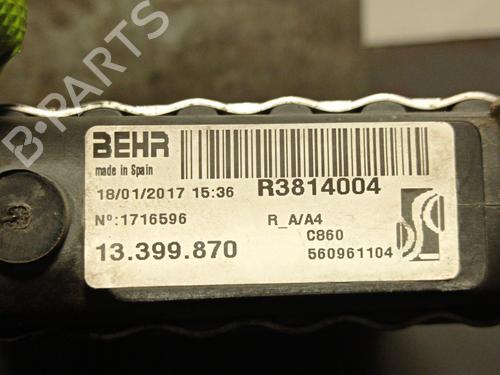 BEHR
made in Spain
18/01/2017 15:36 R3814004
Nº:1716596 R_A/A4
C860
13.399.870 560961104
B-PARTS